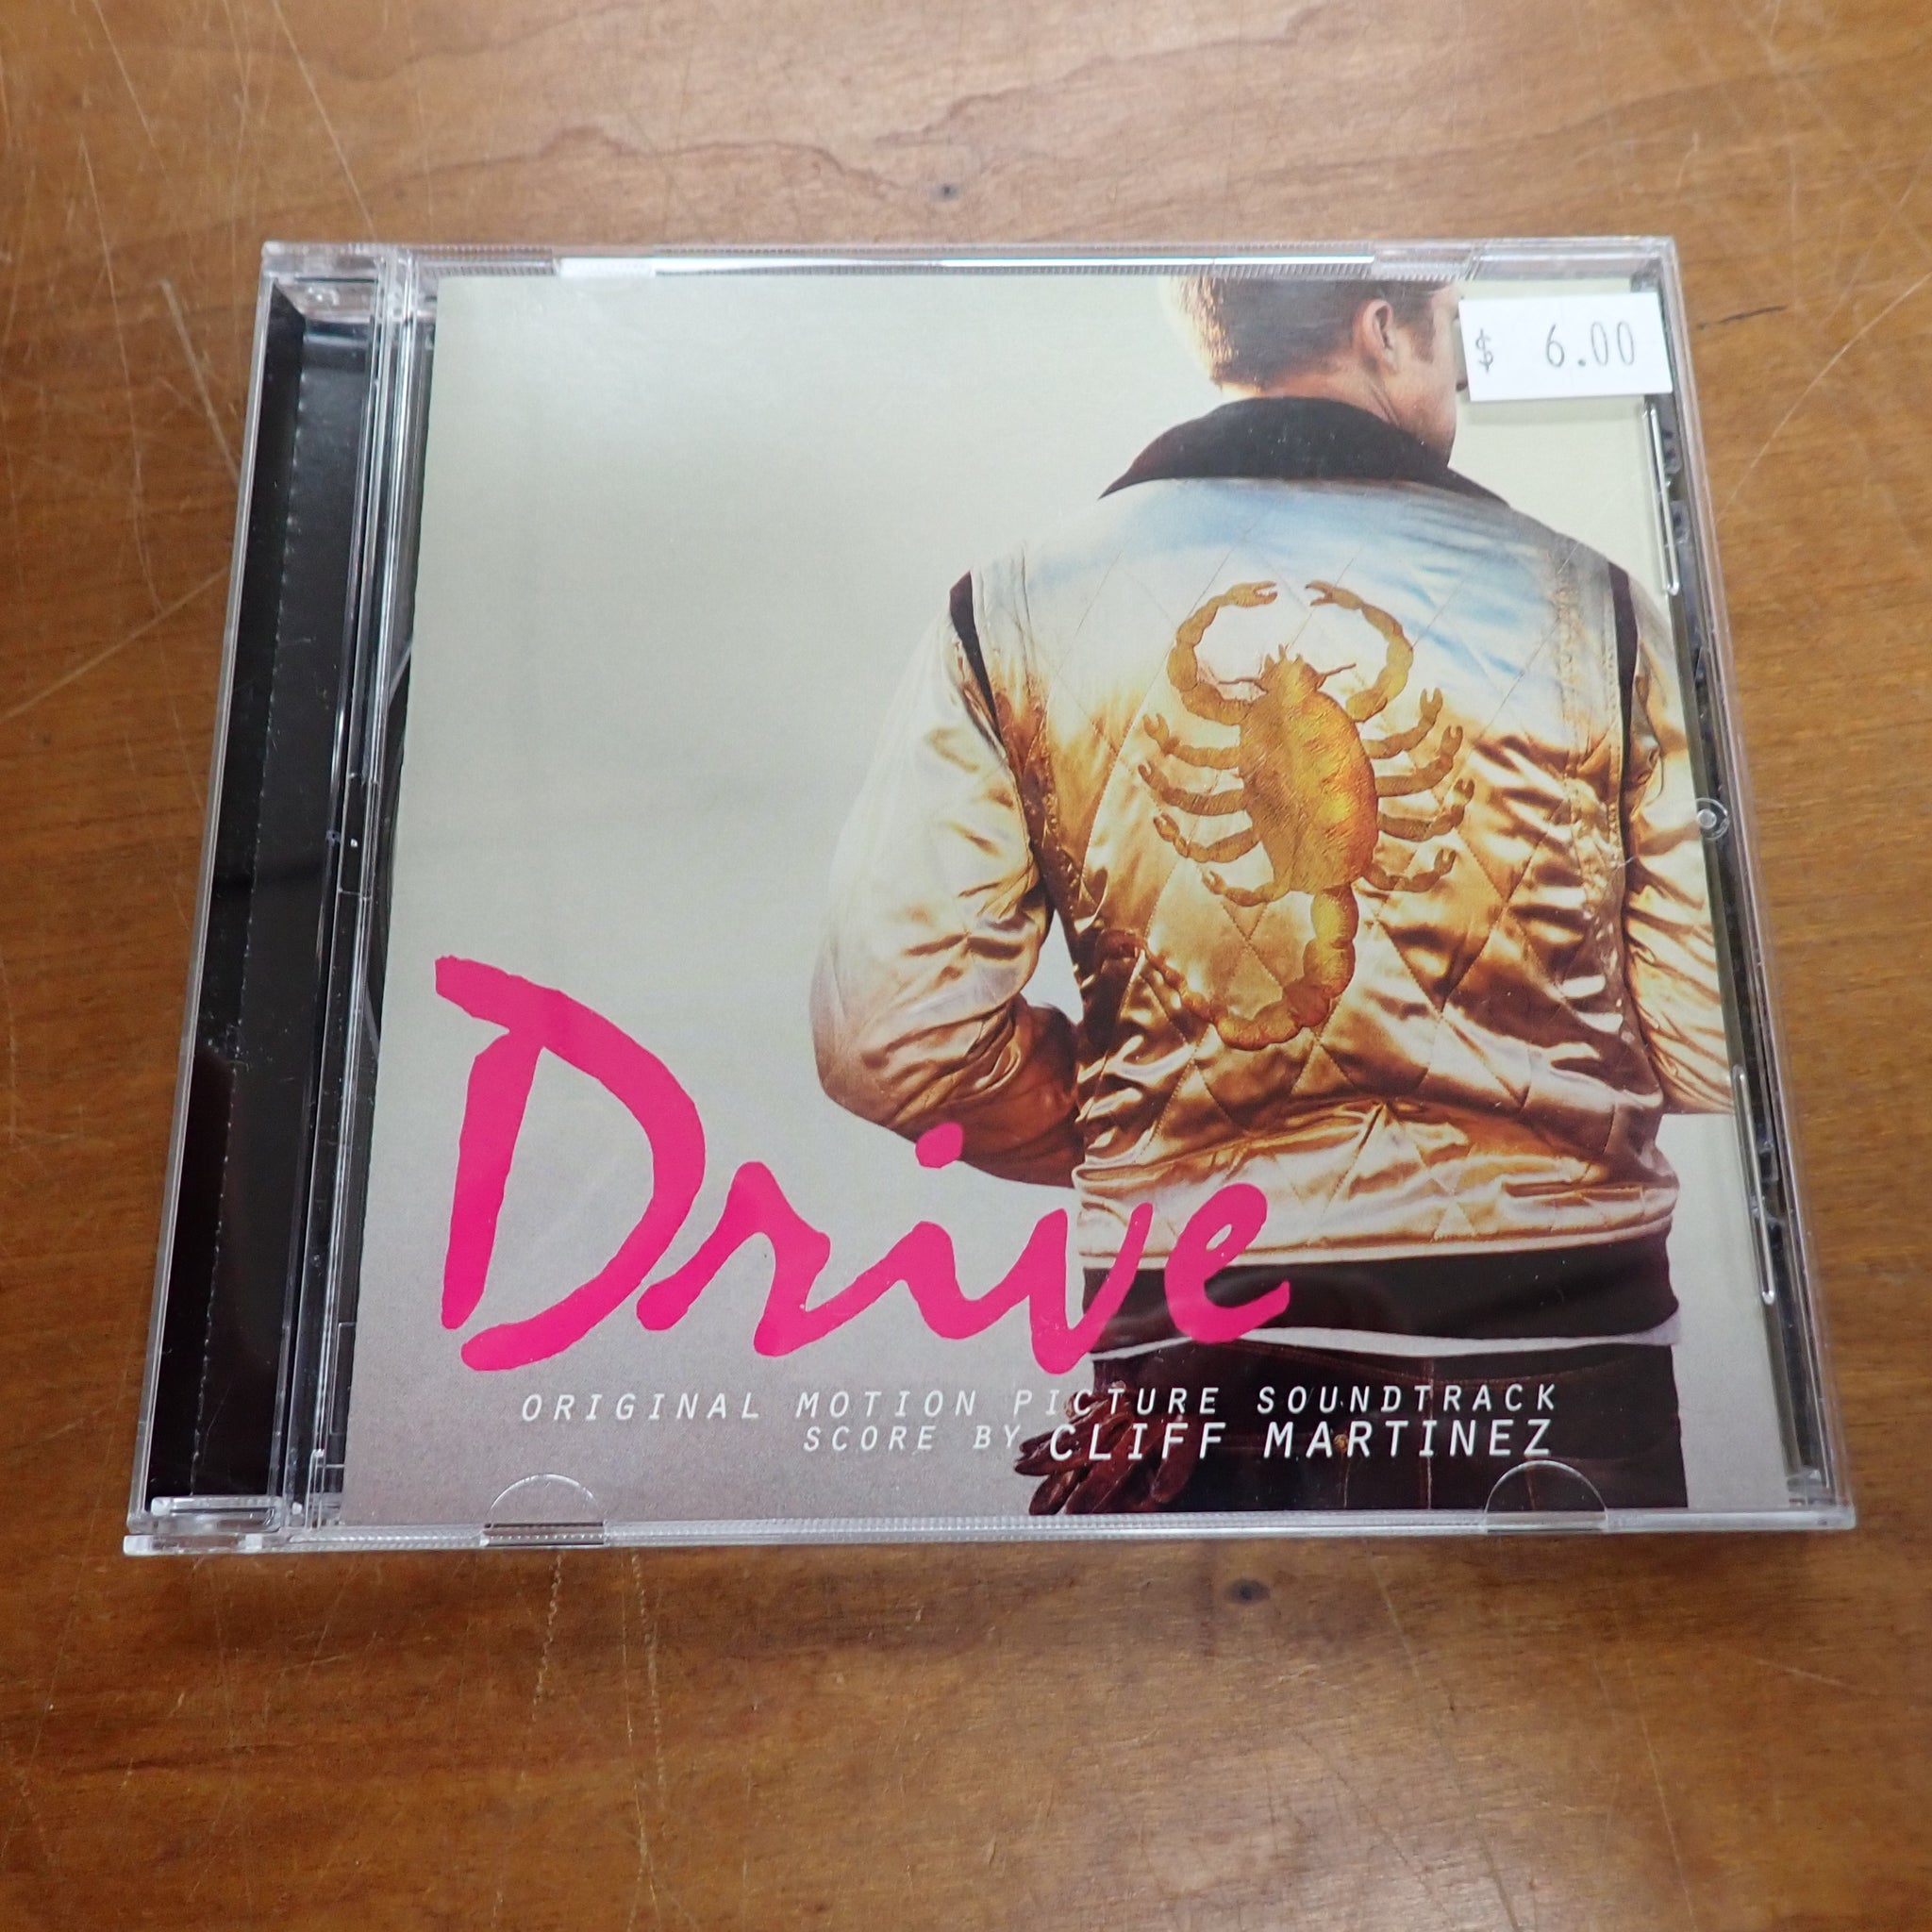 $ 6.00
Drive
ORIGINAL MOTION PICTURE SOUNDTRACK
SCORE BY CLIFF MARTINEZ